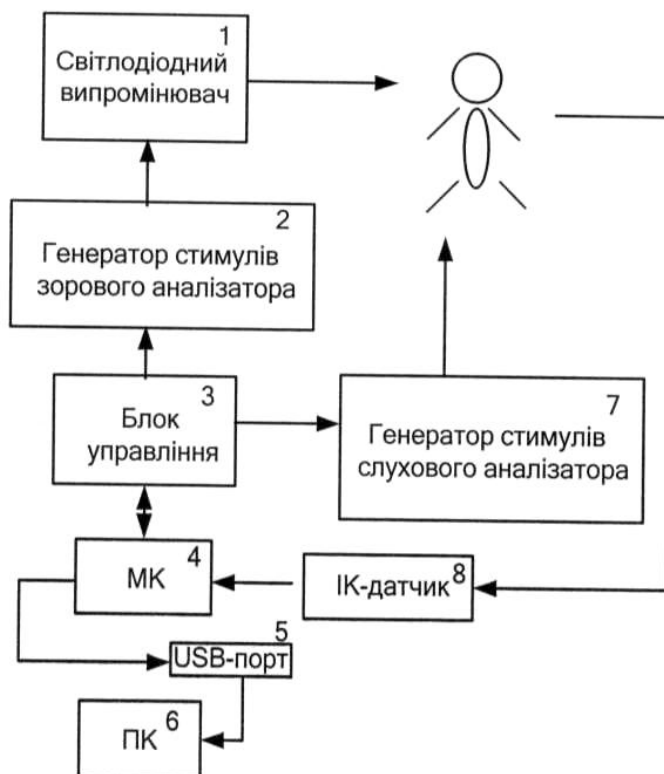 1
Світлодіодний
випромінювач
2
Генератор стимулів
зорового аналізатора
3
Блок
управління
7
Генератор стимулів
слухового аналізатора
4
МК
8
ІК-датчик
5
USB-порт
6
ПК